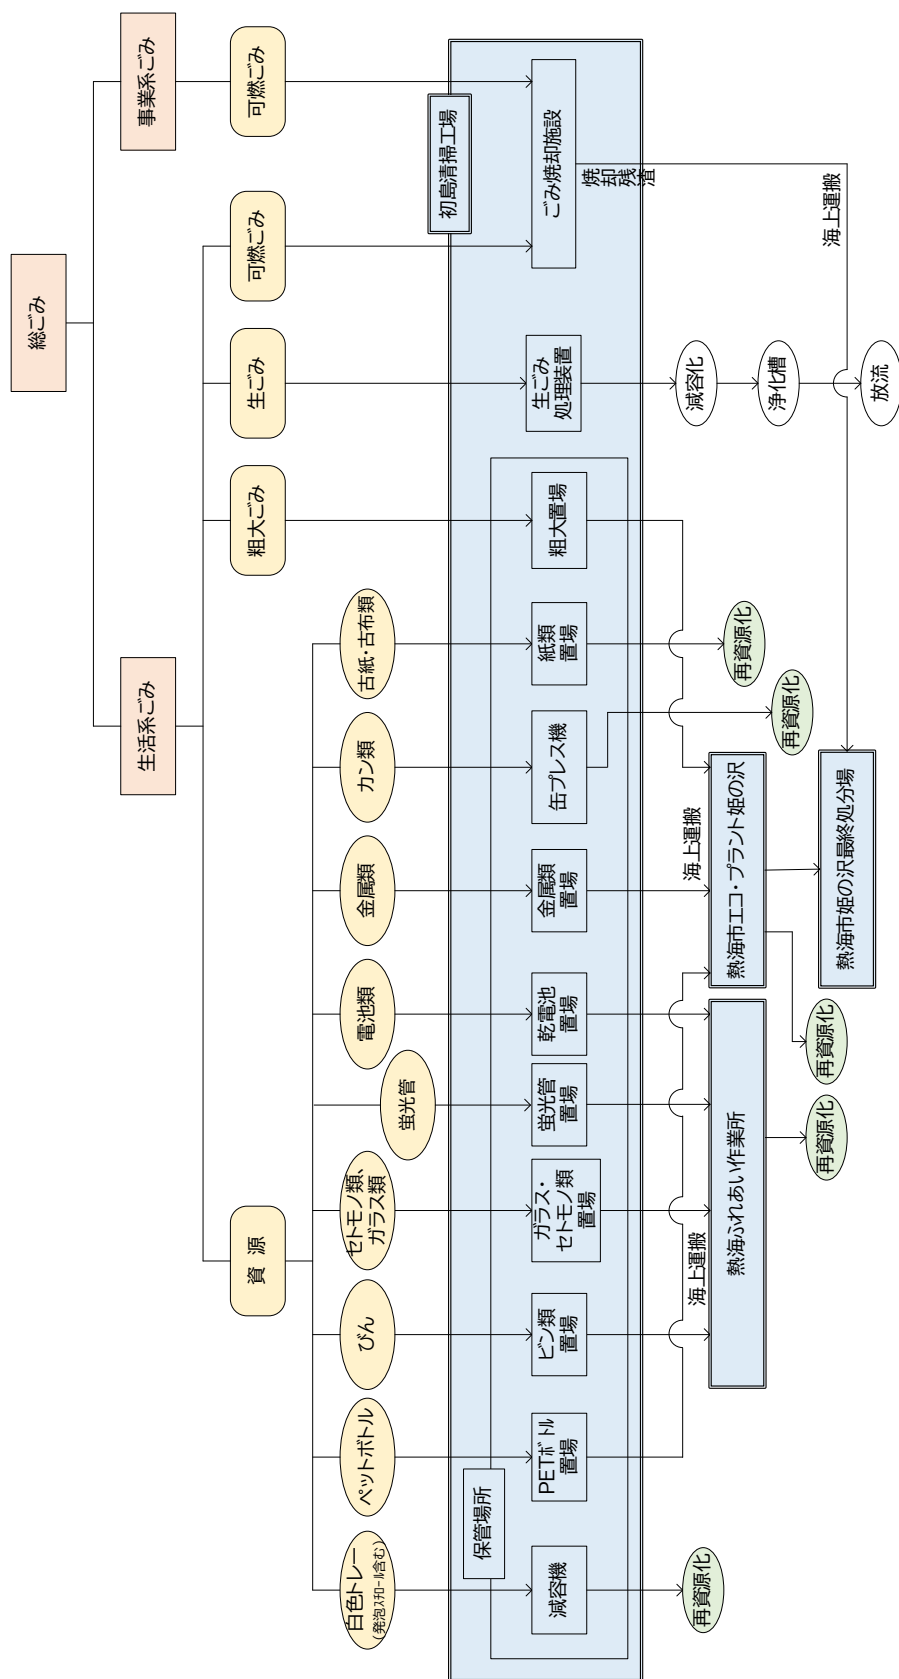 総ごみ
生活系ごみ
事業系ごみ
資 源
粗大ごみ
生ごみ
可燃ごみ
可燃ごみ
白色トレー
(発泡ｽﾁﾛｰﾙ含む)
ペットボトル
びん
セトモノ類、
ガラス類
蛍光管
電池類
金属類
カン類
古紙・古布類
初島清掃工場
保管場所
減容機
PETﾎﾞﾄﾙ
置場
ビン類
置場
ガラス・
セトモノ類
置場
蛍光管
置場
乾電池
置場
金属類
置場
缶プレス機
紙類
置場
粗大置場
生ごみ
処理装置
ごみ焼却施設
焼却残渣
海上運搬
海上運搬
海上運搬
減容化
浄化槽
放流
再資源化
再資源化
再資源化
熱海ふれあい作業所
熱海市エコ・プラント姫の沢
再資源化
再資源化
熱海市姫の沢最終処分場